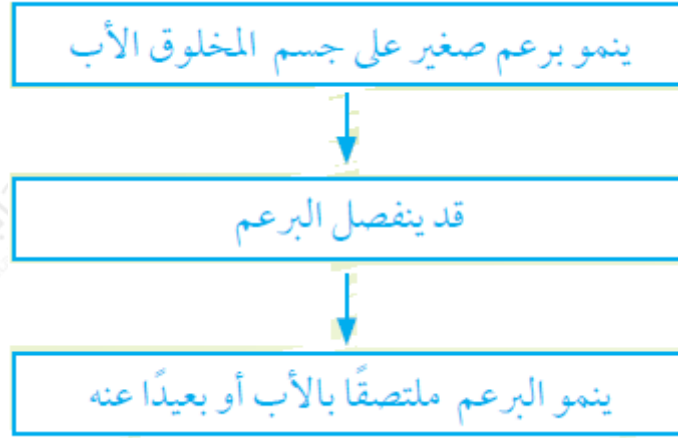 ينمو برعم صغير على جسم المخلوق الأب
قد ينفصل البرعم
ينمو البرعم ملتصقًا بالأب أو بعيدًا عنه